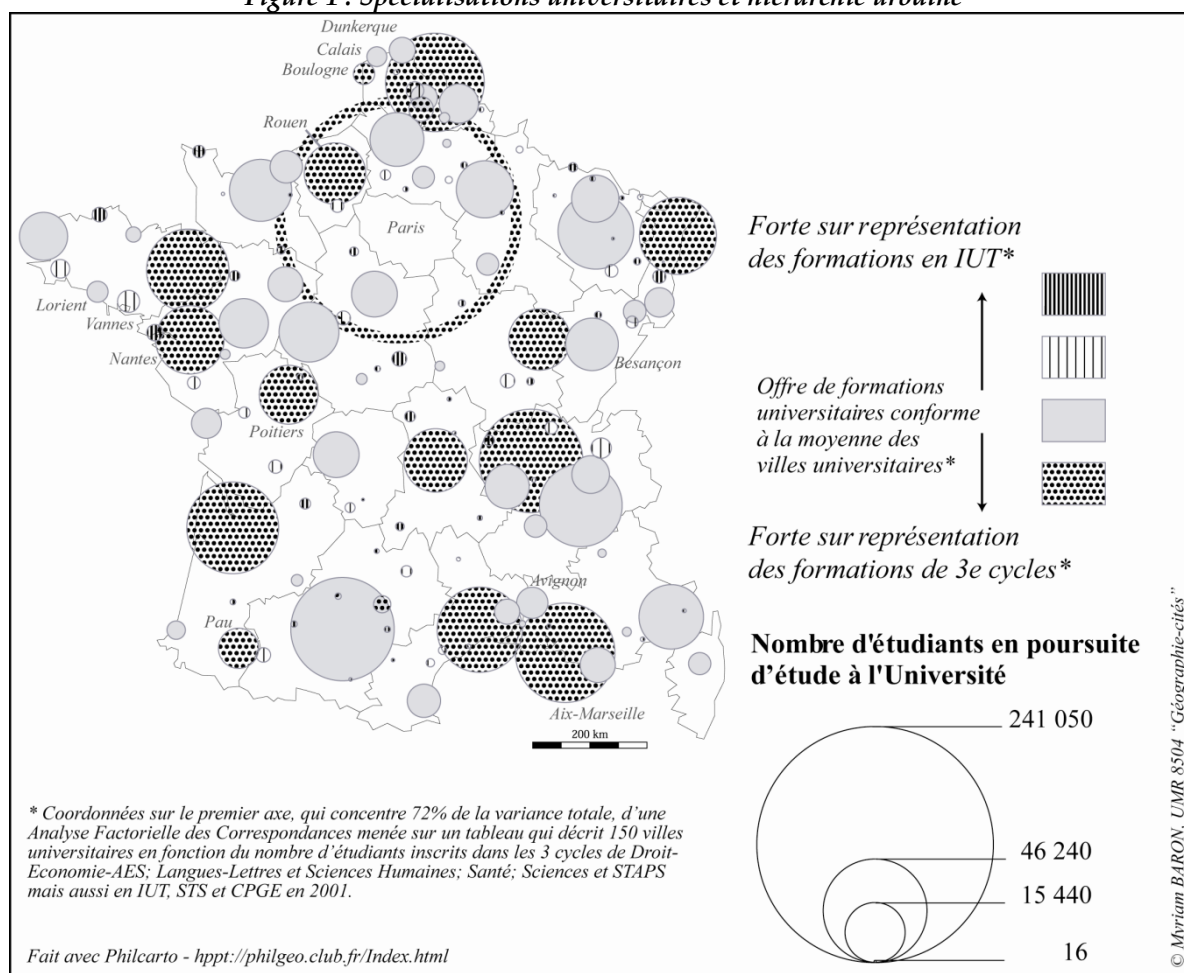 Figure 1 : Spécialisations universitaires et hiérarchie urbaine
Dunkerque
Calais
Boulogne
Rouen
Paris
Lorient
Vannes
Nantes
Besançon
Poitiers
Avignon
Pau
Aix-Marseille
200 km
Forte sur représentation
des formations en IUT*
Offre de formations
universitaires conforme
à la moyenne des
villes universitaires*
Forte sur représentation
des formations de 3e cycles*
Nombre d'étudiants en poursuite
d'étude à l'Université
241 050
46 240
15 440
16
* Coordonnées sur le premier axe, qui concentre 72% de la variance totale, d'une
Analyse Factorielle des Correspondances menée sur un tableau qui décrit 150 villes
universitaires en fonction du nombre d'étudiants inscrits dans les 3 cycles de Droit-
Economie-AES; Langues-Lettres et Sciences Humaines; Santé; Sciences et STAPS
mais aussi en IUT, STS et CPGE en 2001.
Fait avec Philcarto - hppt://philgeo.club.fr/Index.html
© Myriam BARON, UMR 8504 "Géographie-cités"